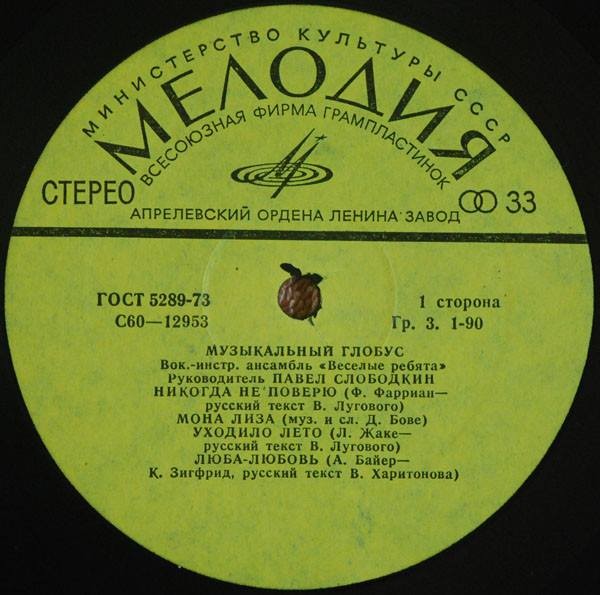 МИНИСТЕРСТВО КУЛЬТУРЫ СССР
МЕЛОДИЯ
ВСЕСОЮЗНАЯ ФИРМА ГРАМПЛАСТИНОК
СТЕРЕО
33
АПРЕЛЕВСКИЙ ОРДЕНА ЛЕНИНА ЗАВОД
ГОСТ 5289-73
1 сторона
С60—12953
Гр. 3. 1-90
МУЗЫКАЛЬНЫЙ ГЛОБУС
Вок.-инстр. ансамбль «Веселые ребята»
Руководитель ПАВЕЛ СЛОБОДКИН
НИКОГДА НЕ ПОВЕРЮ (Ф. Фарриан—
русский текст В. Лугового)
МОНА ЛИЗА (муз. и сл. Д. Бове)
УХОДИЛО ЛЕТО (Л. Жаке—
русский текст В. Лугового)
ЛЮБА-ЛЮБОВЬ (А. Байер—
К. Зигфрид, русский текст В. Харитонова)